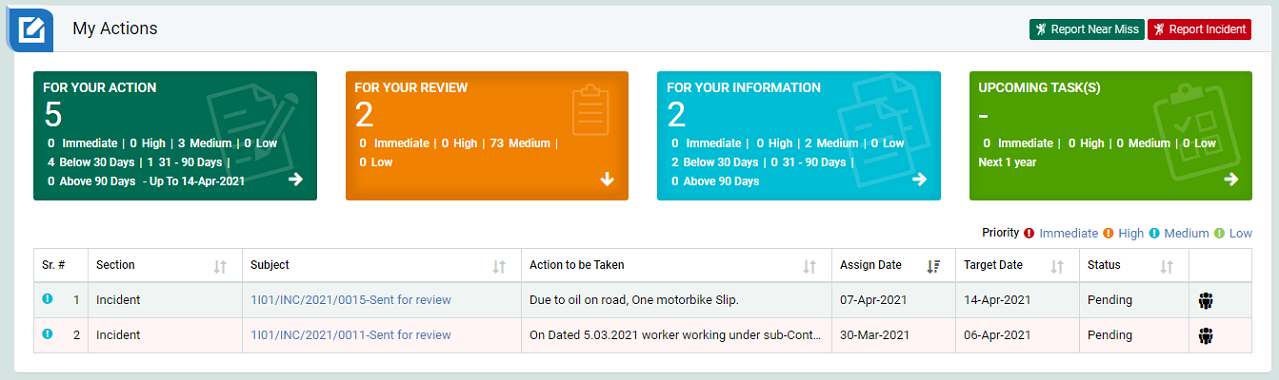 My Actions
Report Near Miss
Report Incident
FOR YOUR ACTION
5
0 Immediate | 0 High | 3 Medium | 0 Low
4 Below 30 Days | 1 31 - 90 Days |
0 Above 90 Days - Up To 14-Apr-2021
FOR YOUR REVIEW
2
0 Immediate | 0 High | 73 Medium |
0 Low
FOR YOUR INFORMATION
2
0 Immediate | 0 High | 2 Medium | 0 Low
2 Below 30 Days | 0 31 - 90 Days |
0 Above 90 Days
UPCOMING TASK(S)
-
0 Immediate | 0 High | 0 Medium | 0 Low
Next 1 year
Priority Immediate High Medium Low
Sr. # Section Subject Action to be Taken Assign Date Target Date Status
1 Incident 1I01/INC/2021/0015-Sent for review Due to oil on road, One motorbike Slip. 07-Apr-2021 14-Apr-2021 Pending
2 Incident 1I01/INC/2021/0011-Sent for review On Dated 5.03.2021 worker working under sub-Cont... 30-Mar-2021 06-Apr-2021 Pending